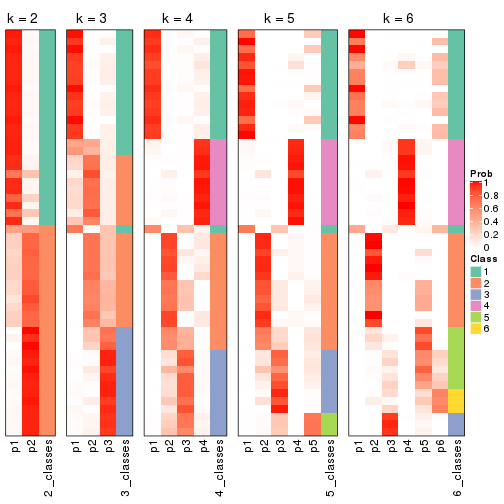 k = 2
k = 3
k = 4
k = 5
k = 6
p1
p2
2_classes
p1
p2
p3
3_classes
p1
p2
p3
p4
4_classes
p1
p2
p3
p4
p5
5_classes
p1
p2
p3
p4
p5
p6
6_classes
Prob
1
0.8
0.6
0.4
0.2
0
Class
1
2
3
4
5
6